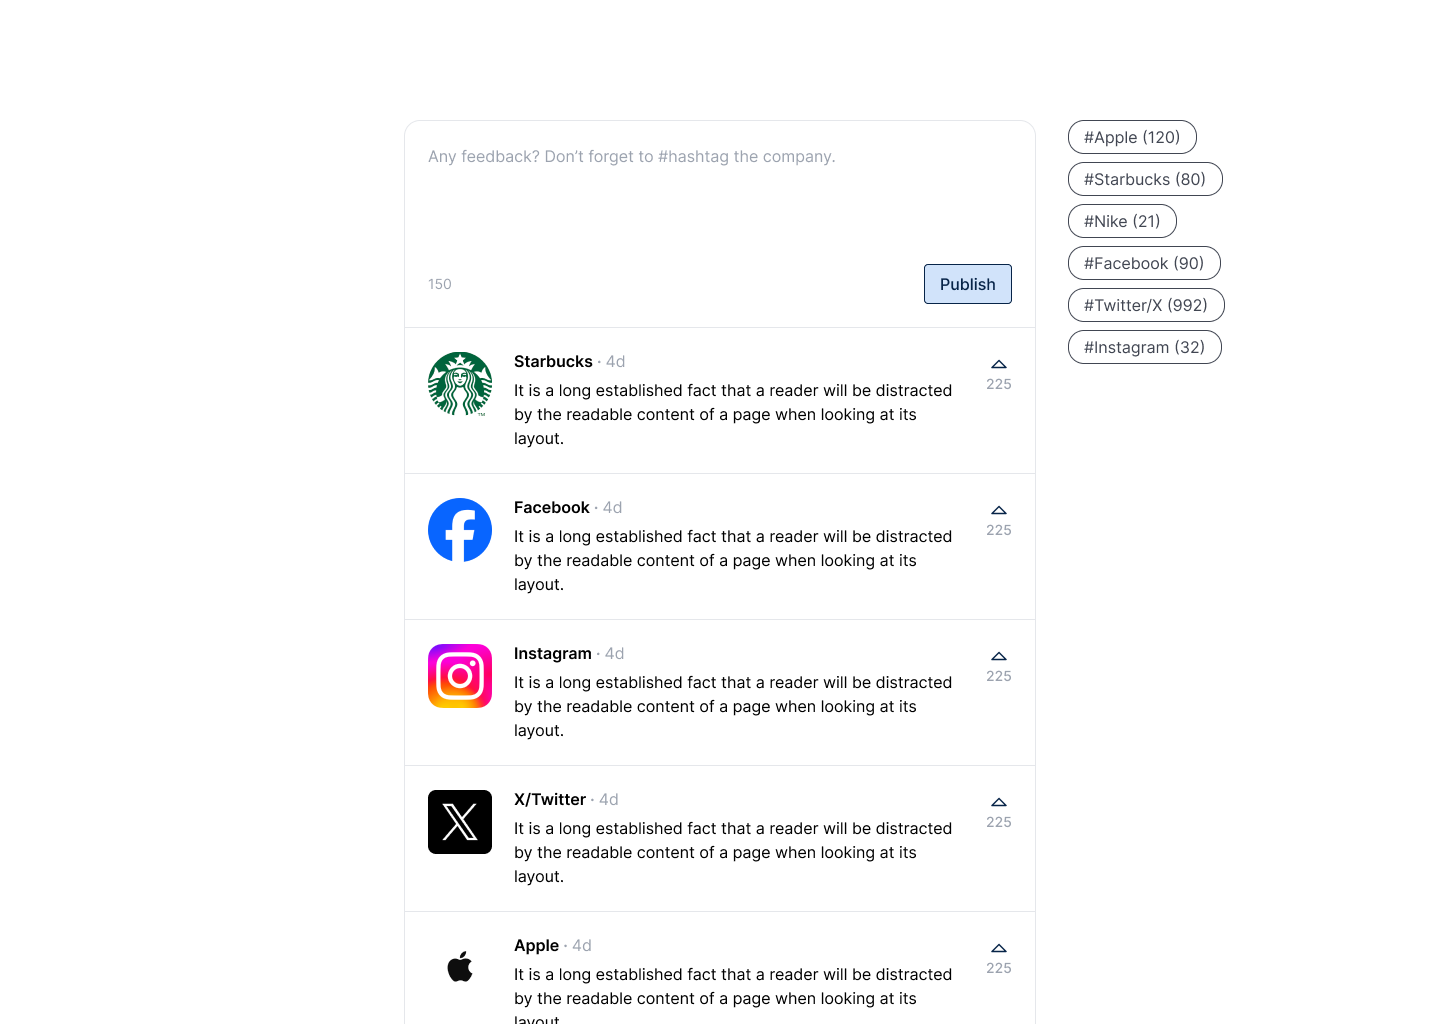 Any feedback? Don’t forget to #hashtag the company.
150
Publish
Starbucks · 4d
It is a long established fact that a reader will be distracted
by the readable content of a page when looking at its
layout.
225
TM
Facebook · 4d
It is a long established fact that a reader will be distracted
by the readable content of a page when looking at its
layout.
225
Instagram · 4d
It is a long established fact that a reader will be distracted
by the readable content of a page when looking at its
layout.
225
X/Twitter · 4d
It is a long established fact that a reader will be distracted
by the readable content of a page when looking at its
layout.
225
Apple · 4d
It is a long established fact that a reader will be distracted
by the readable content of a page when looking at its
layout
225
#Apple (120)
#Starbucks (80)
#Nike (21)
#Facebook (90)
#Twitter/X (992)
#Instagram (32)